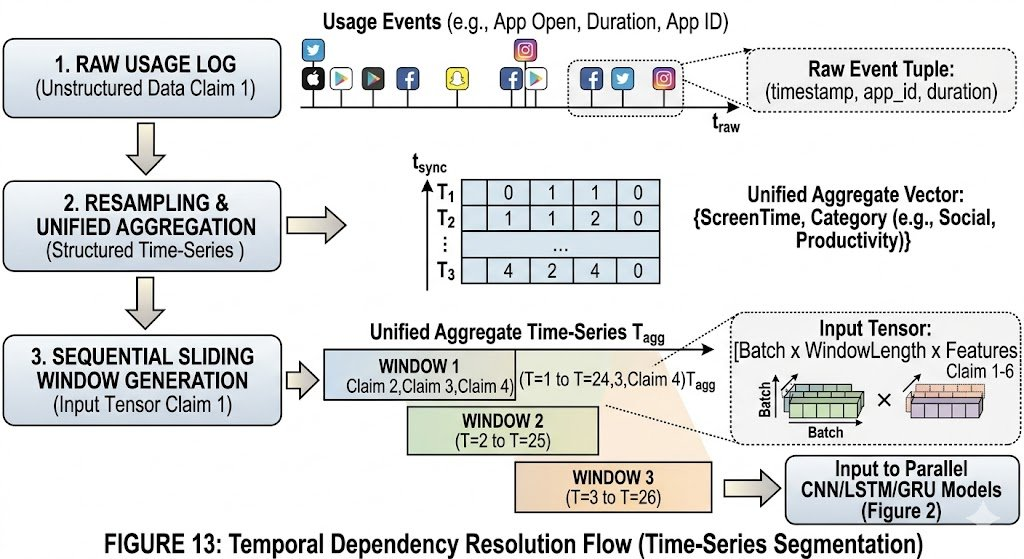 Usage Events (e.g., App Open, Duration, App ID)
1. RAW USAGE LOG
(Unstructured Data Claim 1)
Raw Event Tuple:
(timestamp, app_id, duration)
t_raw
2. RESAMPLING &
UNIFIED AGGREGATION
(Structured Time-Series )
t_sync
T1 0 1 1 0
T2 1 1 2 0
⋮ ...
T3 4 2 4 0
Unified Aggregate Vector:
{ScreenTime, Category (e.g., Social,
Productivity)}
3. SEQUENTIAL SLIDING
WINDOW GENERATION
(Input Tensor Claim 1)
Unified Aggregate Time-Series T_agg
WINDOW 1
Claim 2,Claim 3,Claim 4) (T=1 to T=24,3,Claim 4)T_agg
WINDOW 2
(T=2 to T=25)
WINDOW 3
(T=3 to T=26)
Input Tensor:
[Batch x WindowLength x Features
Claim 1-6
Batch
×
Batch
Input to Parallel
CNN/LSTM/GRU Models
(Figure 2)
FIGURE 13: Temporal Dependency Resolution Flow (Time-Series Segmentation)